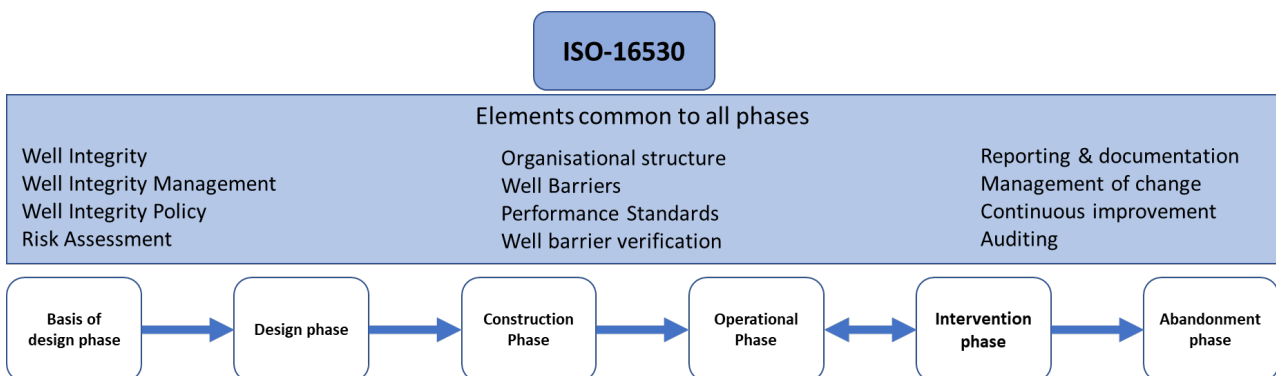 ISO-16530
Elements common to all phases
Well Integrity
Well Integrity Management
Well Integrity Policy
Risk Assessment
Organisational structure
Well Barriers
Performance Standards
Well barrier verification
Reporting & documentation
Management of change
Continuous improvement
Auditing
Basis of
design phase
Design phase
Construction
Phase
Operational
Phase
Intervention
phase
Abandonment
phase